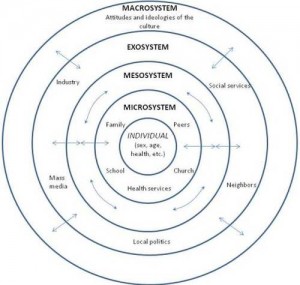 MACROSYSTEM
Attitudes and ideologies of the
culture
EXOSYSTEM
MESOSYSTEM
Industry
Social services
MICROSYSTEM
Family
Peers
INDIVIDUAL
(sex, age,
health, etc.)
School
Church
Mass
media
Health services
Neighbors
Local politics